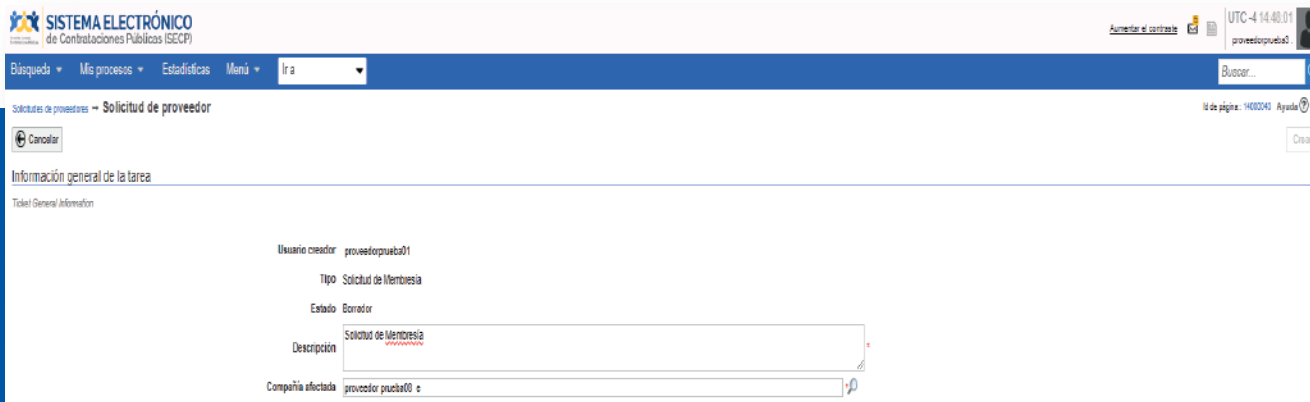 SISTEMA ELECTRÓNICO
de Contrataciones Públicas (SECP)
Aumentar el contraste
UTC -4 14:48:01
proveedorprueba3 .
Búsqueda Mis procesos Estadísticas Menú Ir a
Buscar...
Solicitudes de proveedores → Solicitud de proveedor
Id de página: 14002043 Ayuda
Cancelar
Crear
Información general de la tarea
Ticket General Information
Usuario creador proveedorprueba01
Tipo Solicitud de Membresía
Estado Borrador
Descripción Solicitud de Membresía *
Compañía afectada proveedor prueba08 e *